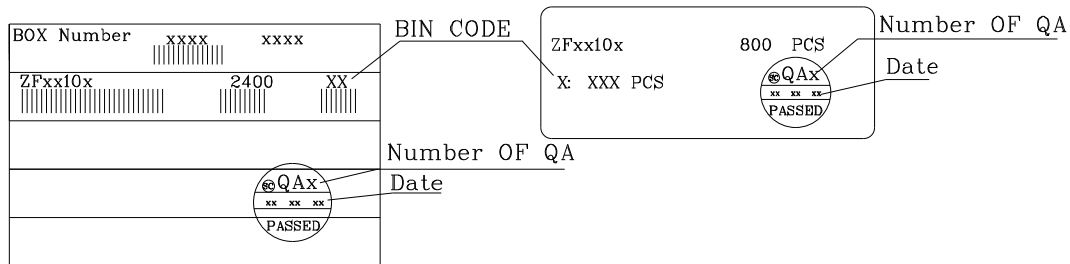 BOX Number xxxx xxxx
ZFxx10x 2400 XX
BIN CODE
Number OF QA
Date
QAx
xx xx xx
PASSED
ZFxx10x 800 PCS
X: XXX PCS
Number OF QA
Date
QAx
xx xx xx
PASSED